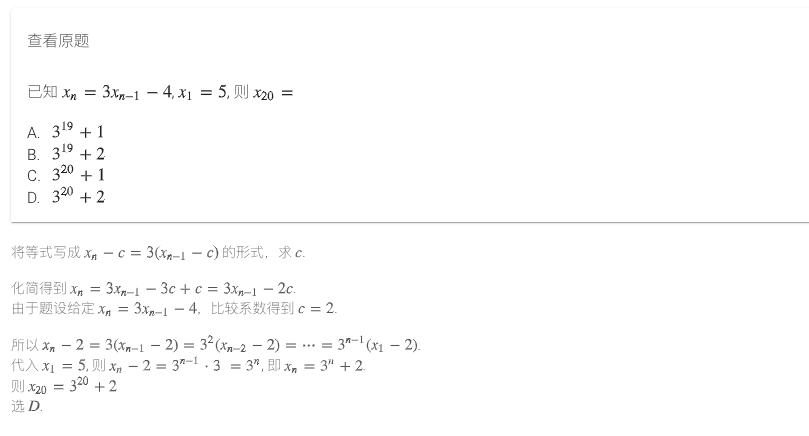 查看原题
已知 xₙ = 3xₙ₋₁ − 4, x₁ = 5, 则 x₂₀ =
A. 3¹⁹ + 1
B. 3¹⁹ + 2
C. 3²⁰ + 1
D. 3²⁰ + 2
将等式写成 xₙ − c = 3(xₙ₋₁ − c) 的形式，求 c.
化简得到 xₙ = 3xₙ₋₁ − 3c + c = 3xₙ₋₁ − 2c.
由于题设给定 xₙ = 3xₙ₋₁ − 4，比较系数得到 c = 2.
所以 xₙ − 2 = 3(xₙ₋₁ − 2) = 3²(xₙ₋₂ − 2) = ⋯ = 3ⁿ⁻¹(x₁ − 2).
代入 x₁ = 5, 则 xₙ − 2 = 3ⁿ⁻¹ · 3 = 3ⁿ, 即 xₙ = 3ⁿ + 2.
则 x₂₀ = 3²⁰ + 2
选 D.